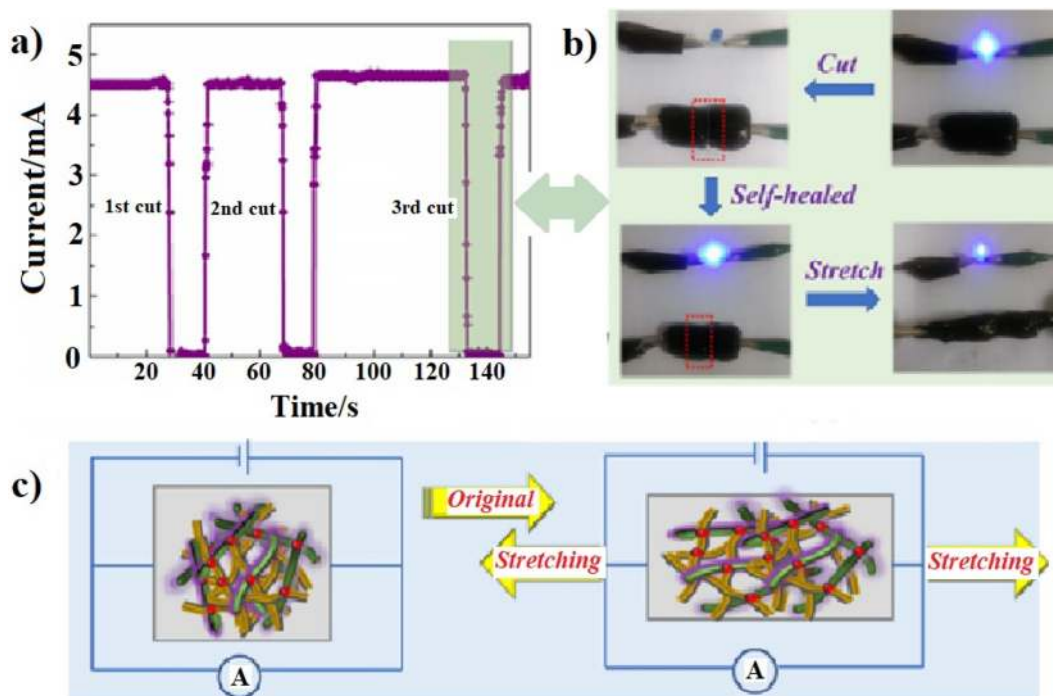 a)
5
4
3
2
1
0
Current/mA
1st cut
2nd cut
3rd cut
20
40
60
80
100
120
140
Time/s
b)
Cut
Self-healed
Stretch
c)
Original
Stretching
Stretching
A
A